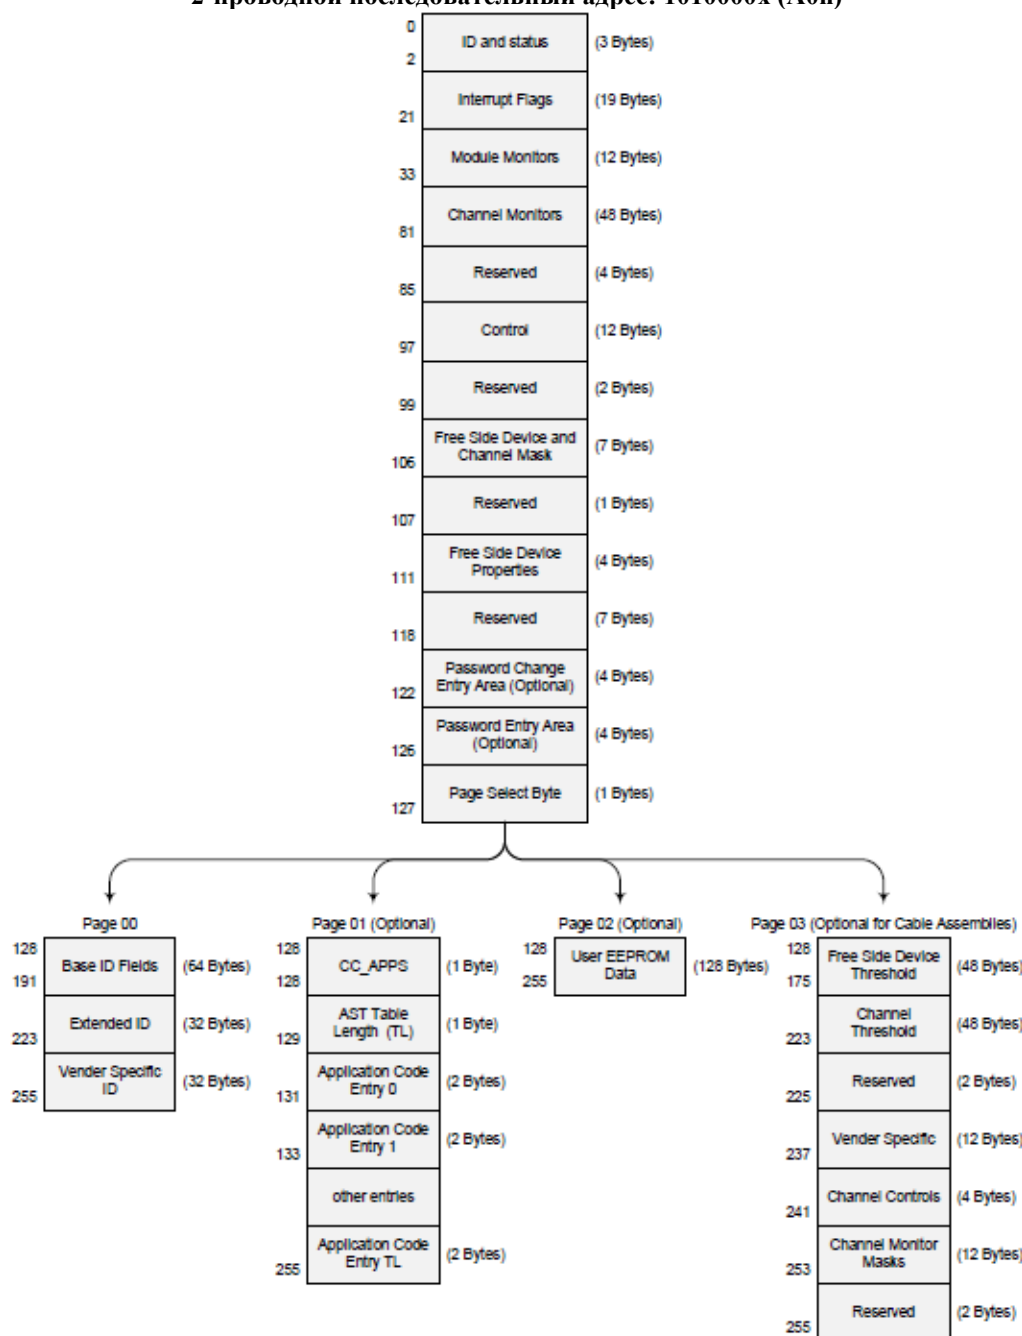 2-проводной последовательный адрес: 1010000x (A0h)
0
ID and status (3 Bytes)
2
Interrupt Flags (19 Bytes)
21
Module Monitors (12 Bytes)
33
Channel Monitors (48 Bytes)
81
Reserved (4 Bytes)
85
Control (12 Bytes)
97
Reserved (2 Bytes)
99
Free Side Device and
Channel Mask (7 Bytes)
106
Reserved (1 Bytes)
107
Free Side Device
Properties (4 Bytes)
111
Reserved (7 Bytes)
118
Password Change
Entry Area (Optional) (4 Bytes)
122
Password Entry Area
(Optional) (4 Bytes)
126
Page Select Byte (1 Bytes)
127
Page 00
128
Base ID Fields (64 Bytes)
191
Extended ID (32 Bytes)
223
Vender Specific
ID (32 Bytes)
255
Page 01 (Optional)
128
CC_APPS (1 Byte)
128
AST Table
Length (TL) (1 Byte)
129
Application Code
Entry 0 (2 Bytes)
131
Application Code
Entry 1 (2 Bytes)
133
other entries
Application Code
Entry TL (2 Bytes)
255
Page 02 (Optional)
128
User EEPROM
Data (128 Bytes)
255
Page 03 (Optional for Cable Assemblies)
128
Free Side Device
Threshold (48 Bytes)
175
Channel
Threshold (48 Bytes)
223
Reserved (2 Bytes)
225
Vender Specific (12 Bytes)
237
Channel Controls (4 Bytes)
241
Channel Monitor
Masks (12 Bytes)
253
Reserved (2 Bytes)
255